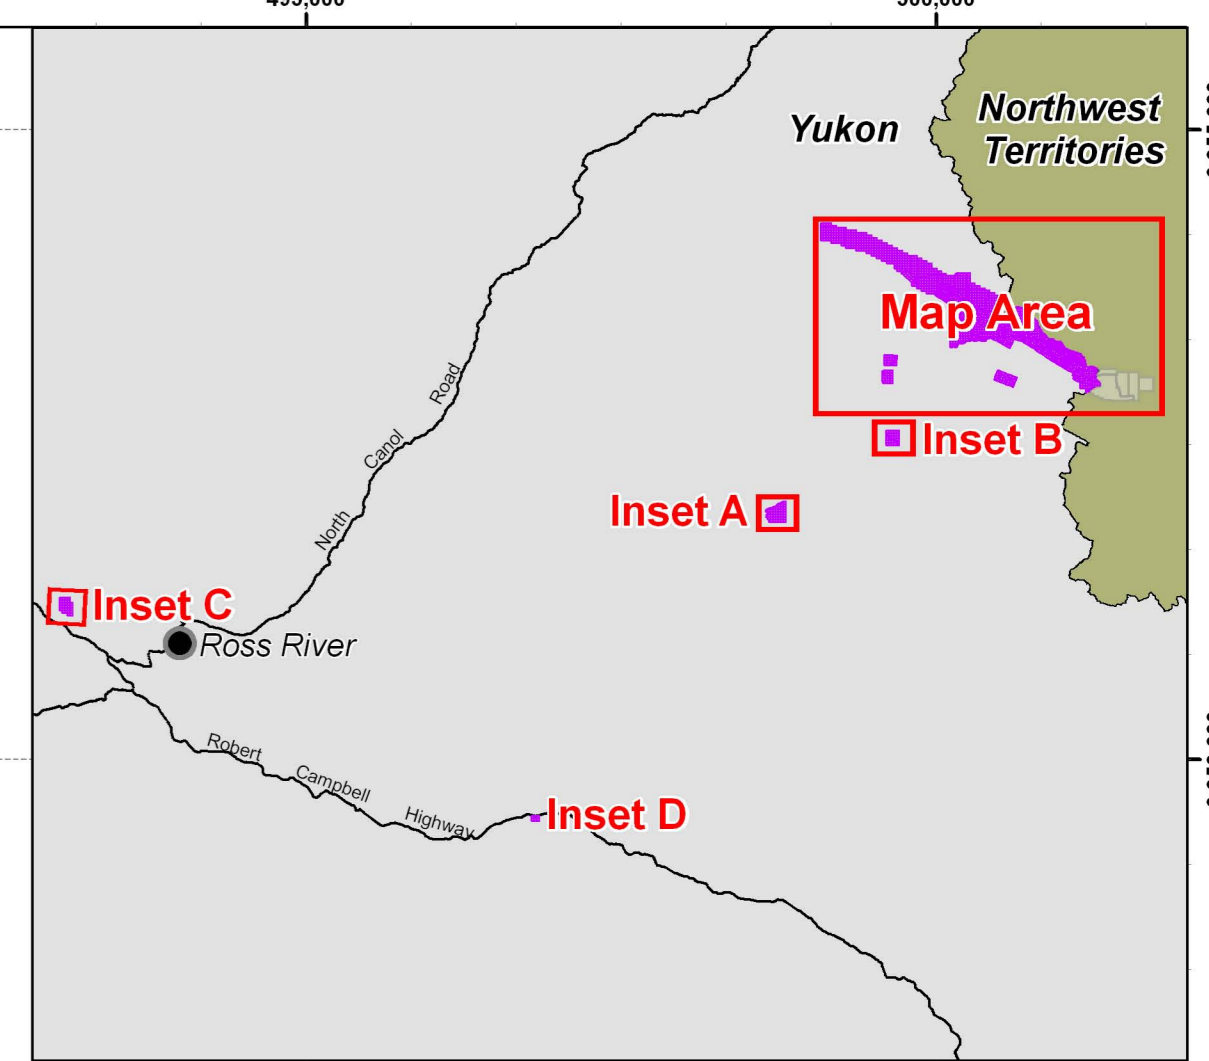 Yukon
Northwest
Territories
Map Area
Inset B
Inset A
Road
Canol
North
Inset C
Ross River
Robert
Campbell
Highway
Inset D